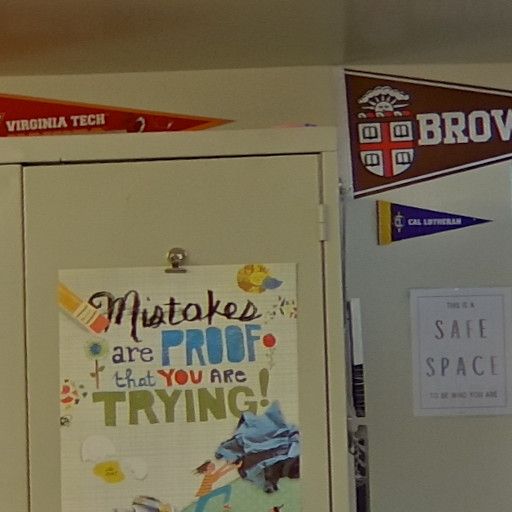 VIRGINIA TECH
BROW
CAL LUTHERAN
Mistakes
are PROOF
that YOU ARE
TRYING!
THIS IS A
SAFE
SPACE
TO BE WHO YOU ARE